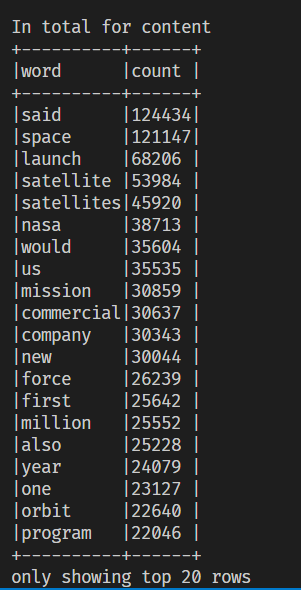 In total for content
+----------+------+
|word      |count |
+----------+------+
|said      |124434|
|space     |121147|
|launch    |68206 |
|satellite |53984 |
|satellites|45920 |
|nasa      |38713 |
|would     |35604 |
|us        |35535 |
|mission   |30859 |
|commercial|30637 |
|company   |30343 |
|new       |30044 |
|force     |26239 |
|first     |25642 |
|million   |25552 |
|also      |25228 |
|year      |24079 |
|one       |23127 |
|orbit     |22640 |
|program   |22046 |
+----------+------+
only showing top 20 rows